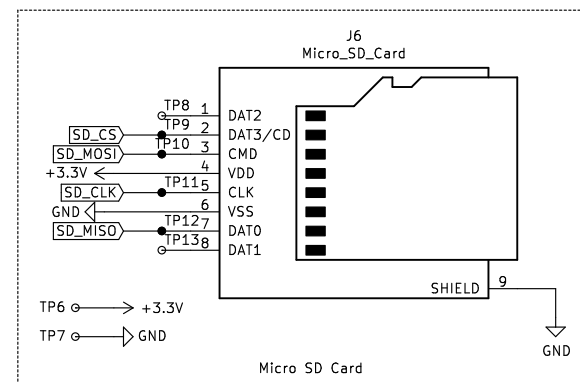 J6
Micro_SD_Card
TP8 1 DAT2
SD_CS TP9 2 DAT3/CD
SD_MOSI TP10 3 CMD
+3.3V 4 VDD
SD_CLK TP11 5 CLK
GND 6 VSS
SD_MISO TP12 7 DAT0
TP13 8 DAT1
SHIELD 9
TP6 +3.3V
TP7 GND
GND
Micro SD Card